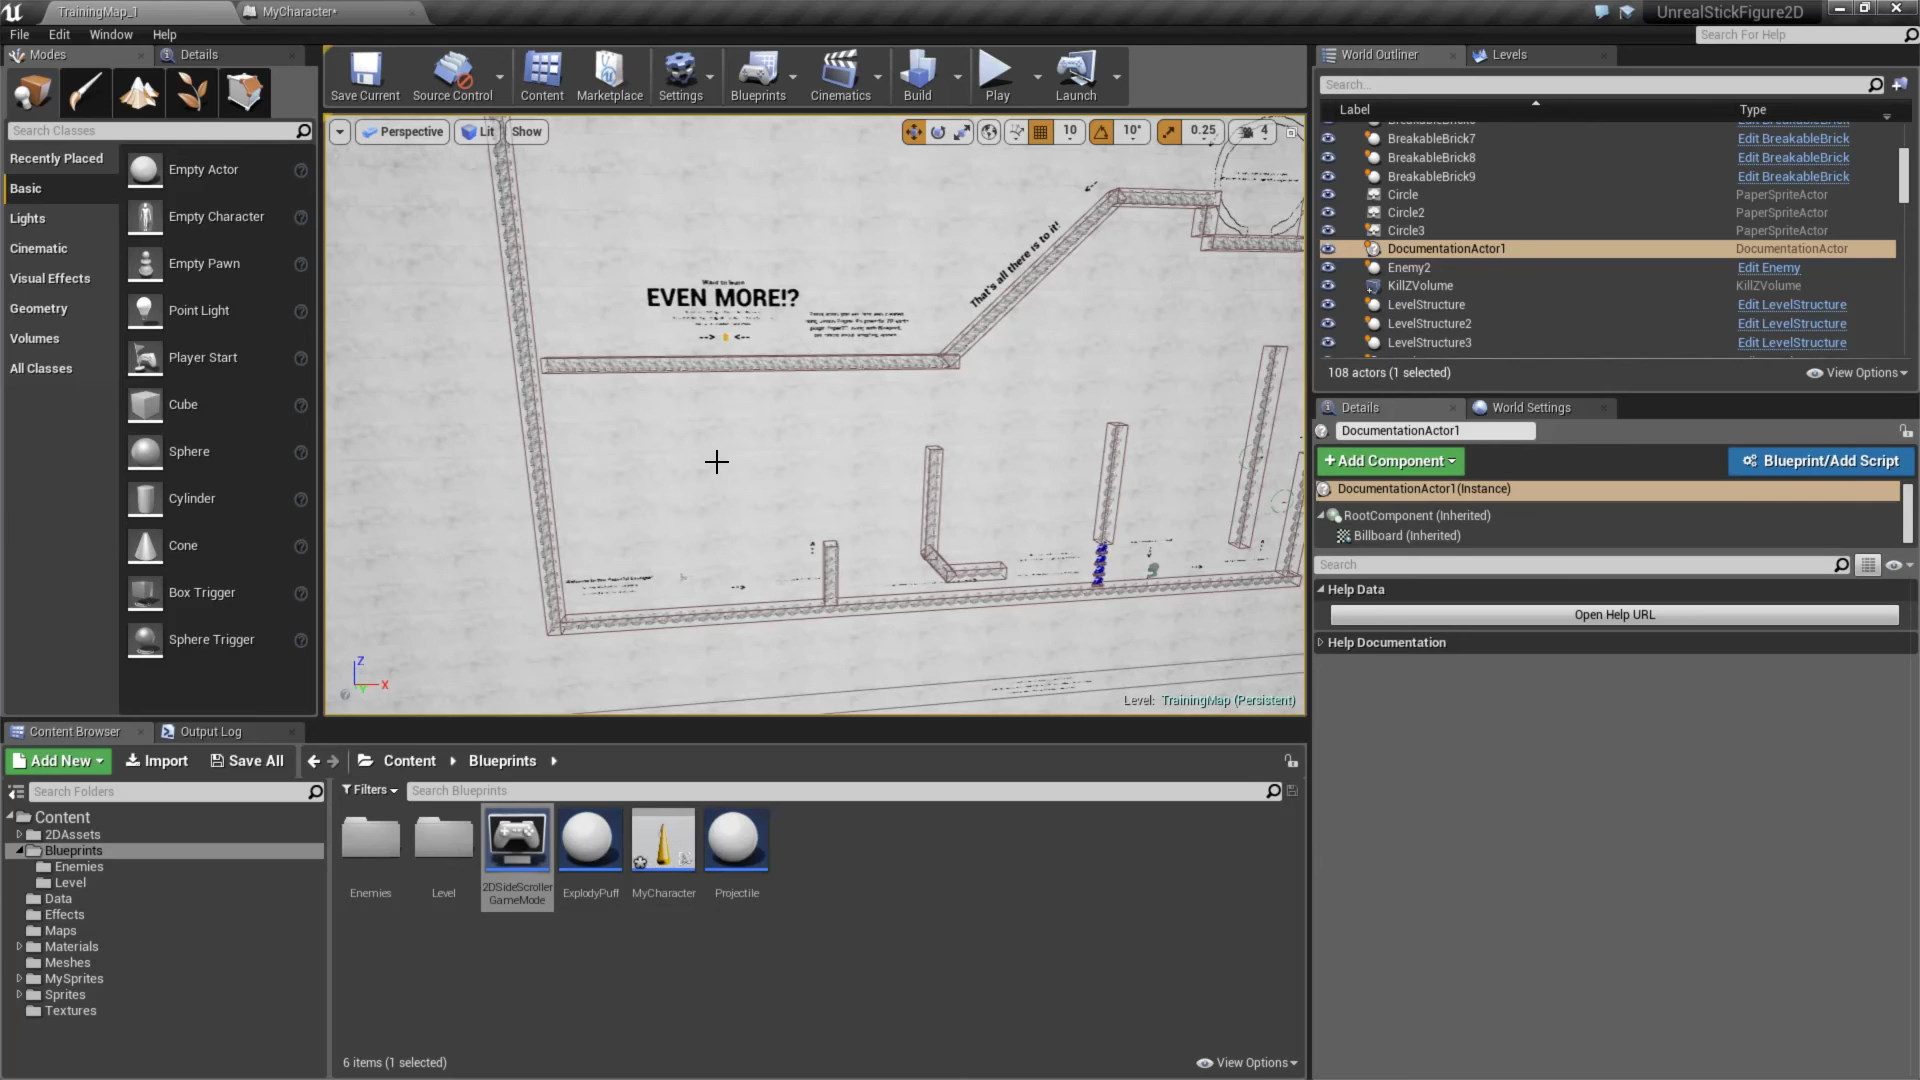 TrainingMap_1
MyCharacter*
UnrealStickFigure2D
File Edit Window Help
Search For Help
Modes
Details
Search Classes
Recently Placed
Basic
Lights
Cinematic
Visual Effects
Geometry
Volumes
All Classes
Empty Actor
Empty Character
Empty Pawn
Point Light
Player Start
Cube
Sphere
Cylinder
Cone
Box Trigger
Sphere Trigger
Save Current
Source Control
Content
Marketplace
Settings
Blueprints
Cinematics
Build
Play
Launch
Perspective
Lit
Show
10
10°
0.25
4
Want to learn
EVEN MORE!?
--> <--
That's all there is to it!
Z
X
Y
Level: TrainingMap (Persistent)
World Outliner
Levels
Search...
Label Type
BreakableBrick7 Edit BreakableBrick
BreakableBrick8 Edit BreakableBrick
BreakableBrick9 Edit BreakableBrick
Circle PaperSpriteActor
Circle2 PaperSpriteActor
Circle3 PaperSpriteActor
DocumentationActor1 DocumentationActor
Enemy2 Edit Enemy
KillZVolume KillZVolume
LevelStructure Edit LevelStructure
LevelStructure2 Edit LevelStructure
LevelStructure3 Edit LevelStructure
108 actors (1 selected)
View Options
Details
World Settings
DocumentationActor1
+Add Component
Blueprint/Add Script
DocumentationActor1(Instance)
RootComponent (Inherited)
Billboard (Inherited)
Search
Help Data
Open Help URL
Help Documentation
Content Browser
Output Log
Add New
Import
Save All
Content
Blueprints
Search Folders
Filters
Search Blueprints
Content
2DAssets
Blueprints
Enemies
Level
Data
Effects
Maps
Materials
Meshes
MySprites
Sprites
Textures
Enemies
Level
2DSideScroller
GameMode
ExplodyPuff
MyCharacter
Projectile
6 items (1 selected)
View Options